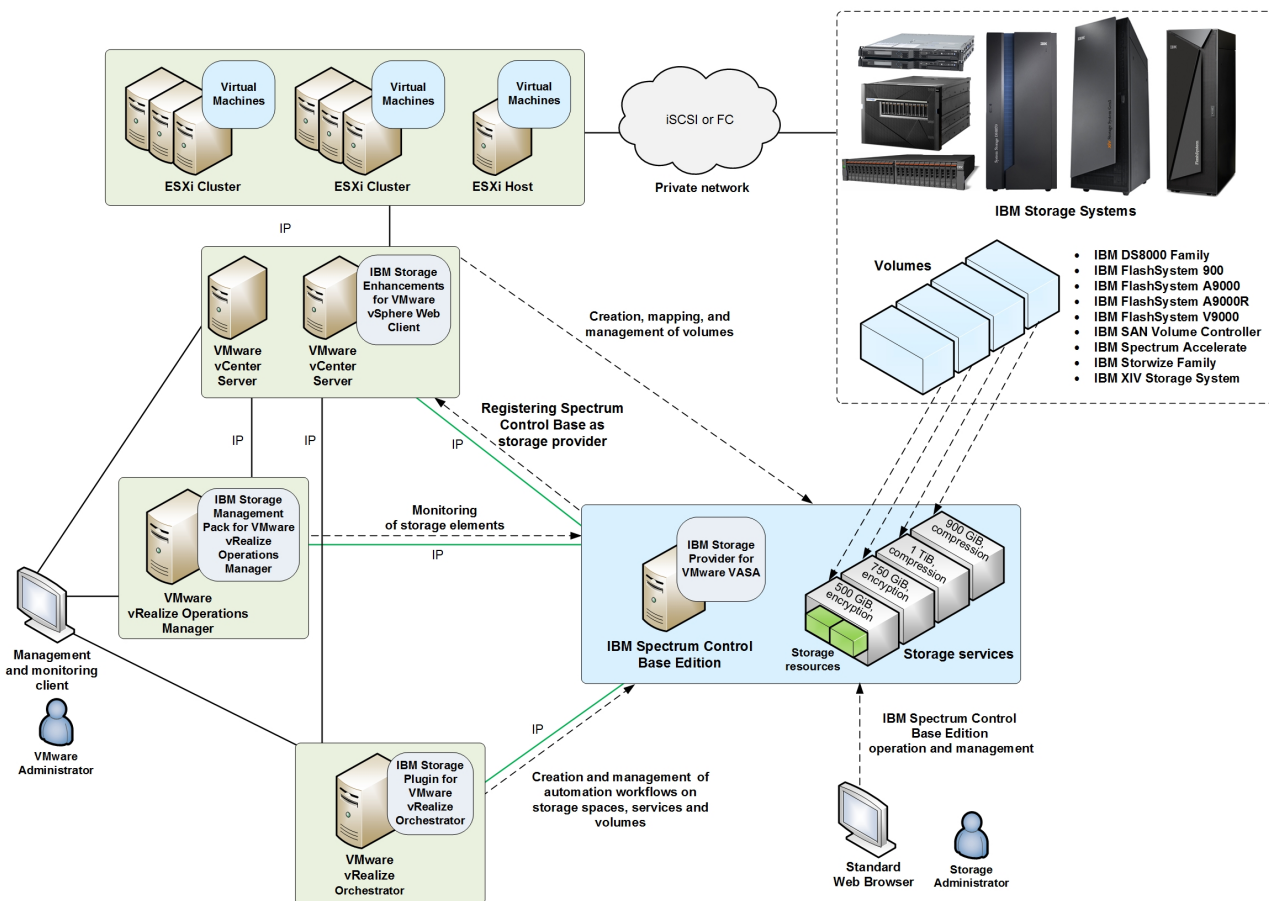 Virtual
Machines
Virtual
Machines
Virtual
Machines
ESXi Cluster
ESXi Cluster
ESXi Host
iSCSI or FC
Private network
IBM Storage Systems
IP
VMware
vCenter
Server
VMware
vCenter
Server
IBM Storage
Enhancements
for VMware
vSphere Web
Client
Creation, mapping, and
management of volumes
Volumes
• IBM DS8000 Family
• IBM FlashSystem 900
• IBM FlashSystem A9000
• IBM FlashSystem A9000R
• IBM FlashSystem V9000
• IBM SAN Volume Controller
• IBM Spectrum Accelerate
• IBM Storwize Family
• IBM XIV Storage System
Registering Spectrum
Control Base as
storage provider
IP
IP
IP
IBM Storage
Management
Pack for VMware
vRealize
Operations
Manager
VMware
vRealize Operations
Manager
Monitoring
of storage elements
IP
IBM Storage
Provider for
VMware VASA
IBM Spectrum Control
Base Edition
900 GiB,
compression
1 TiB,
compression
750 GiB,
encryption
500 GiB,
encryption
Storage
resources
Storage services
Management
and monitoring
client
VMware
Administrator
IP
IBM Storage
Plugin for
VMware
vRealize
Orchestrator
VMware
vRealize
Orchestrator
Creation and management of
automation workflows on
storage spaces, services and
volumes
IBM Spectrum Control
Base Edition
operation and management
Standard
Web Browser
Storage
Administrator